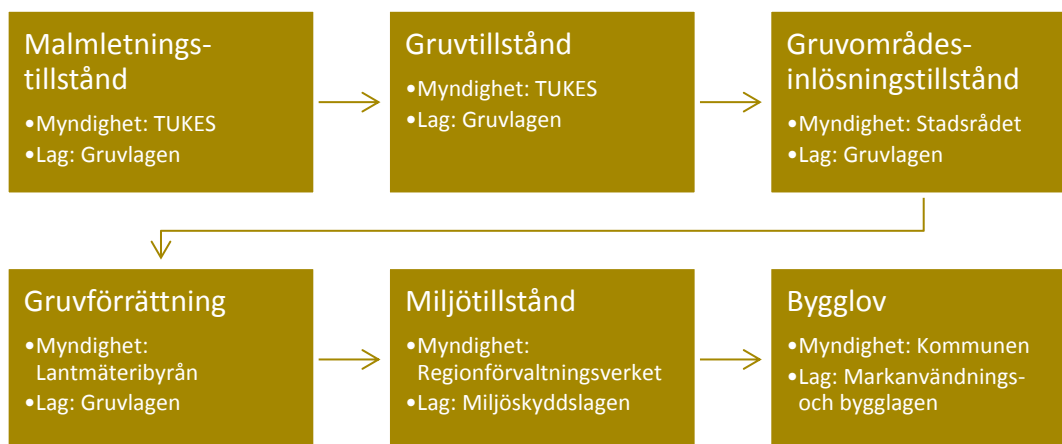 Malmletnings-
tillstånd
•Myndighet: TUKES
•Lag: Gruvlagen
Gruvtillstånd
•Myndighet: TUKES
•Lag: Gruvlagen
Gruvområdes-
inlösningstillstånd
•Myndighet: Stadsrådet
•Lag: Gruvlagen
Gruvförrättning
•Myndighet:
Lantmäteribyrån
•Lag: Gruvlagen
Miljötillstånd
•Myndighet:
Regionförvaltningsverket
•Lag: Miljöskyddslagen
Bygglov
•Myndighet: Kommunen
•Lag: Markanvändnings-
och bygglagen